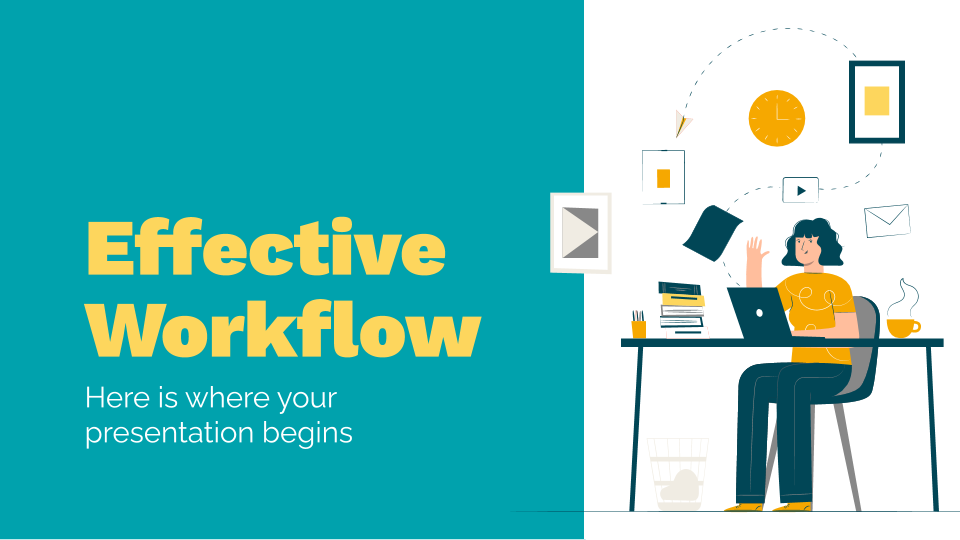 Effective
Workflow
Here is where your
presentation begins